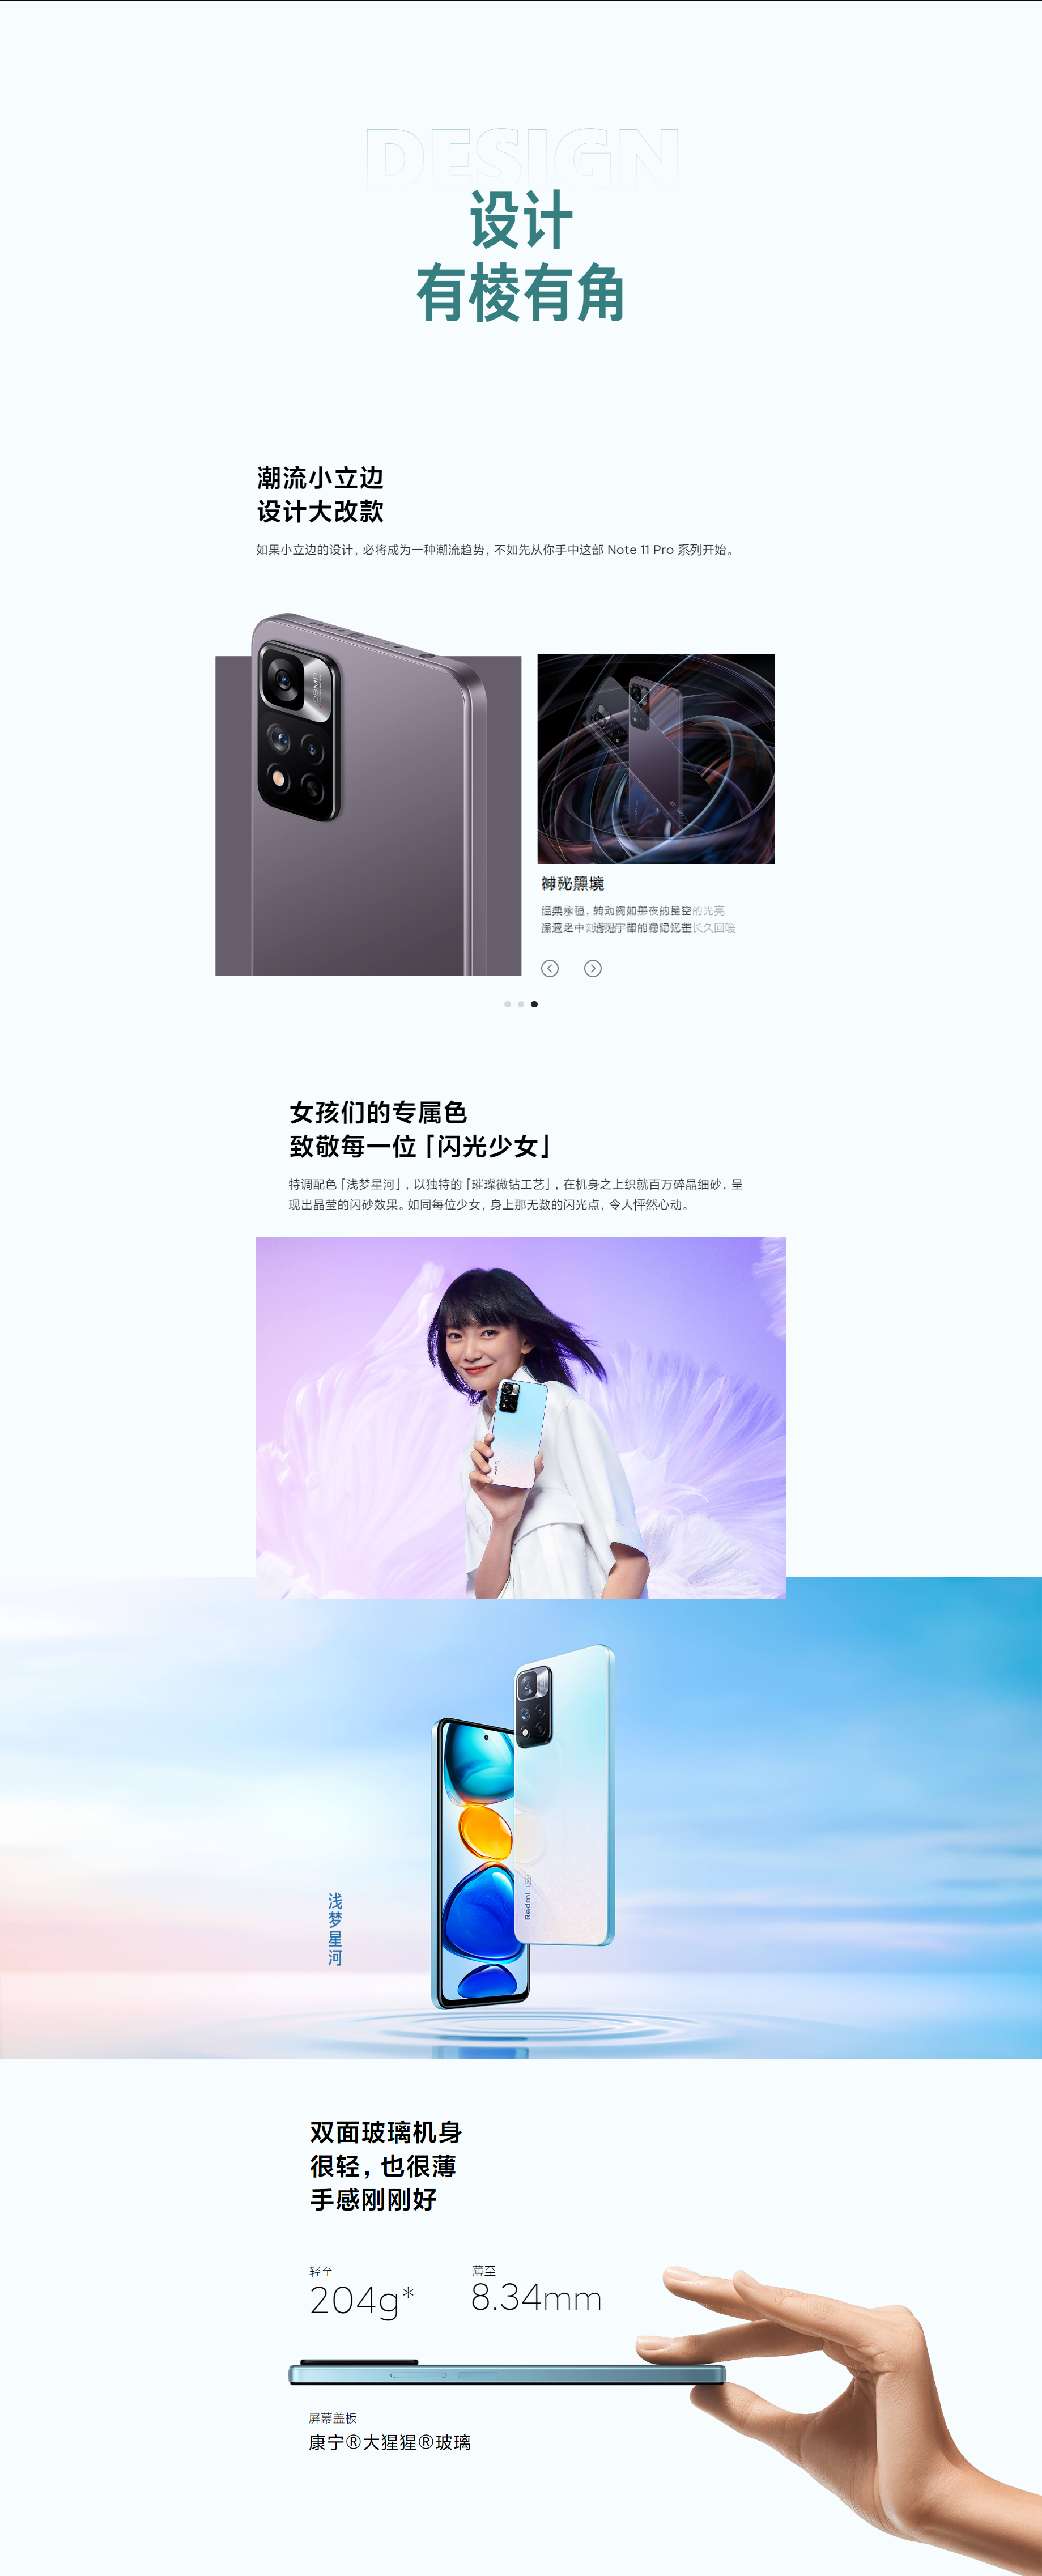 DESIGN
设计
有棱有角
潮流小立边
设计大改款
如果小立边的设计，必将成为一种潮流趋势，不如先从你手中这部 Note 11 Pro 系列开始。
108MP
女孩们的专属色
致敬每一位「闪光少女」
特调配色「浅梦星河」，以独特的「璀璨微钻工艺」，在机身之上织就百万碎晶细砂，呈
现出晶莹的闪砂效果。如同每位少女，身上那无数的闪光点，令人怦然心动。
Redmi 5G
浅梦星河
双面玻璃机身
很轻，也很薄
手感刚刚好
轻至
204g*
薄至
8.34mm
屏幕盖板
康宁®大猩猩®玻璃